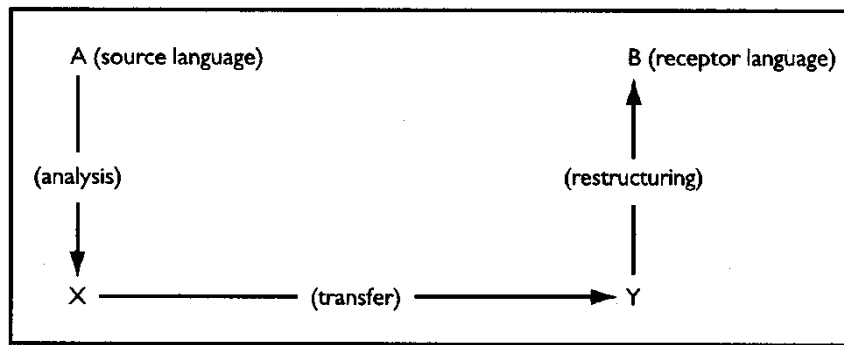 A (source language) B (receptor language)
(analysis) (restructuring)
X (transfer) Y